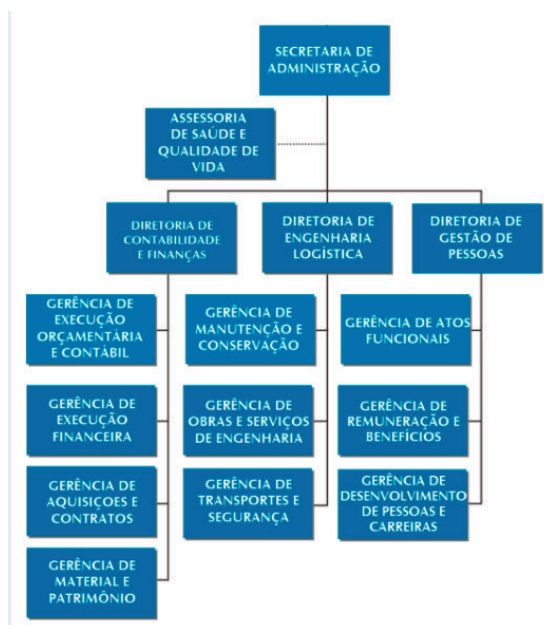 SECRETARIA DE
ADMINISTRAÇÃO
ASSESSORIA
DE SAÚDE E
QUALIDADE DE
VIDA
DIRETORIA DE
CONTABILIDADE
E FINANÇAS
DIRETORIA DE
ENGENHARIA
LOGÍSTICA
DIRETORIA DE
GESTÃO DE
PESSOAS
GERÊNCIA DE
EXECUÇÃO
ORÇAMENTÁRIA
E CONTÁBIL
GERÊNCIA DE
MANUTENÇÃO E
CONSERVAÇÃO
GERÊNCIA DE ATOS
FUNCIONAIS
GERÊNCIA DE
EXECUÇÃO
FINANCEIRA
GERÊNCIA DE
OBRAS E SERVIÇOS
DE ENGENHARIA
GERÊNCIA DE
REMUNERAÇÃO E
BENEFÍCIOS
GERÊNCIA DE
AQUISIÇOES E
CONTRATOS
GERÊNCIA DE
TRANSPORTES E
SEGURANÇA
GERÊNCIA DE
DESENVOLVIMENTO
DE PESSOAS E
CARREIRAS
GERÊNCIA DE
MATERIAL E
PATRIMÔNIO